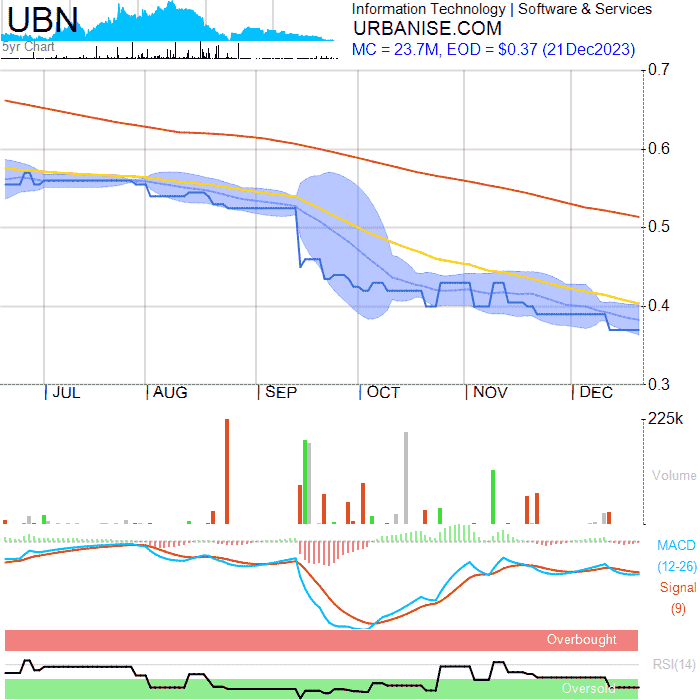 UBN
5yr Chart
Information Technology | Software & Services
URBANISE.COM
MC = 23.7M, EOD = $0.37 (21Dec2023)
0.7
0.6
0.5
0.4
0.3
JUL
AUG
SEP
OCT
NOV
DEC
225k
Volume
MACD
(12-26)
Signal
(9)
Overbought
RSI(14)
Oversold